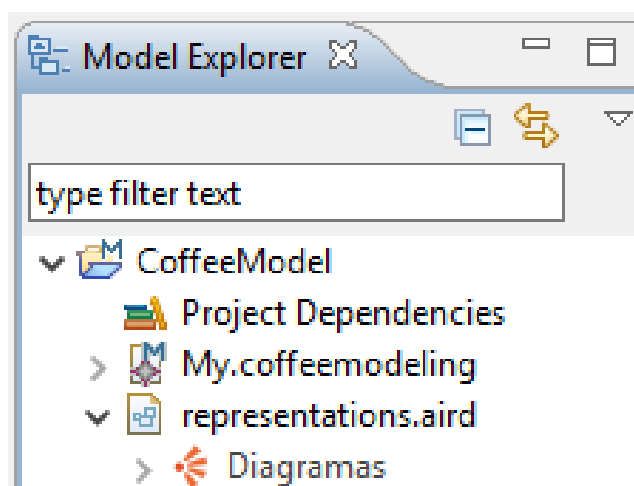 Model Explorer
type filter text
CoffeeModel
Project Dependencies
My.coffeemodeling
representations.aird
Diagramas